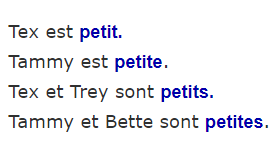 Tex est petit.
Tammy est petite.
Tex et Trey sont petits.
Tammy et Bette sont petites.